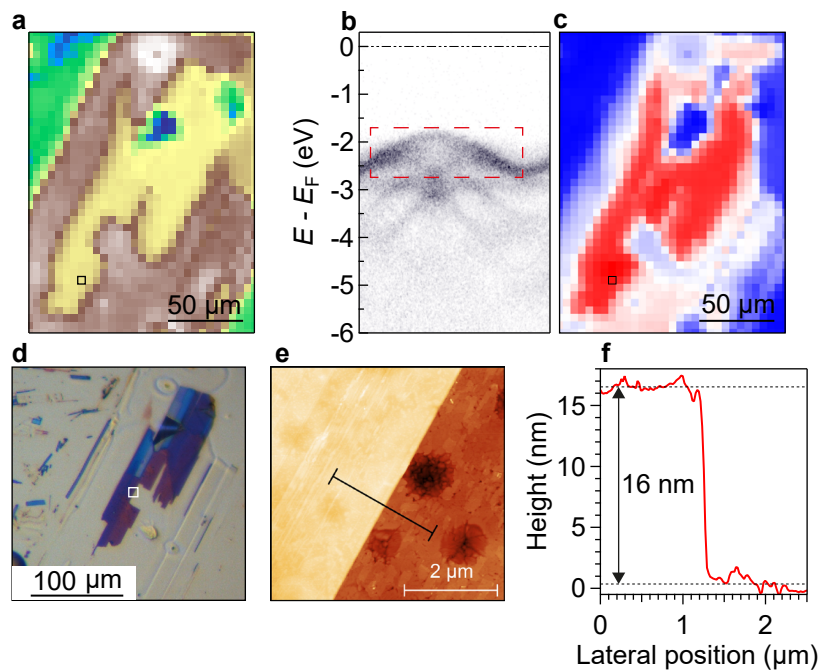 a
b
c
0
-1
-2
-3
-4
-5
-6
E - E_F (eV)
50 µm
50 µm
d
e
f
100 µm
2 µm
15
10
5
0
Height (nm)
16 nm
0
1
2
Lateral position (µm)